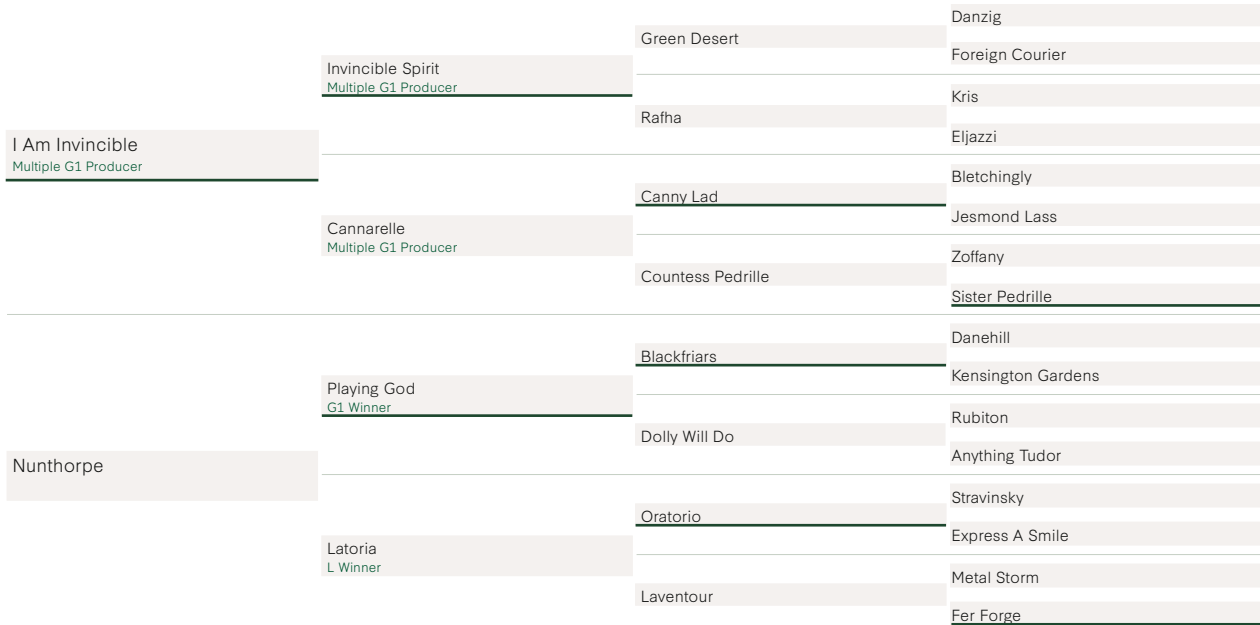 I Am Invincible
Multiple G1 Producer
Nunthorpe
Invincible Spirit
Multiple G1 Producer
Cannarelle
Multiple G1 Producer
Playing God
G1 Winner
Latoria
L Winner
Green Desert
Rafha
Canny Lad
Countess Pedrille
Blackfriars
Dolly Will Do
Oratorio
Laventour
Danzig
Foreign Courier
Kris
Eljazzi
Bletchingly
Jesmond Lass
Zoffany
Sister Pedrille
Danehill
Kensington Gardens
Rubiton
Anything Tudor
Stravinsky
Express A Smile
Metal Storm
Fer Forge